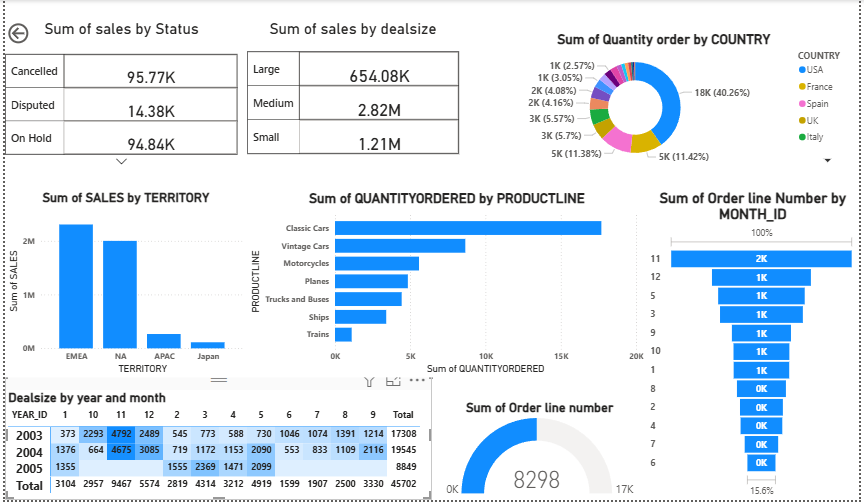 Sum of sales by Status
Cancelled 95.77K
Disputed 14.38K
On Hold 94.84K
Sum of sales by dealsize
Large 654.08K
Medium 2.82M
Small 1.21M
Sum of Quantity order by COUNTRY
1K (2.57%)
1K (3.05%)
2K (4.08%)
2K (4.16%)
3K (5.57%)
3K (5.7%)
5K (11.38%)
5K (11.42%)
18K (40.26%)
COUNTRY
USA
France
Spain
UK
Italy
Sum of SALES by TERRITORY
Sum of SALES
2M
1M
0M
EMEA NA APAC Japan
TERRITORY
Sum of QUANTITYORDERED by PRODUCTLINE
PRODUCTLINE
Classic Cars
Vintage Cars
Motorcycles
Planes
Trucks and Buses
Ships
Trains
0K 5K 10K 15K 20K
Sum of QUANTITYORDERED
Sum of Order line Number by
MONTH_ID
100%
11 2K
12 1K
5 1K
3 1K
9 1K
10 1K
1 1K
8 0K
2 0K
4 0K
7 0K
6 0K
15.6%
Dealsize by year and month
YEAR_ID 1 10 11 12 2 3 4 5 6 7 8 9 Total
2003 373 2293 4792 2489 545 773 588 730 1046 1074 1391 1214 17308
2004 1376 664 4675 3085 719 1172 1153 2090 553 833 1109 2116 19545
2005 1355 1555 2369 1471 2099 8849
Total 3104 2957 9467 5574 2819 4314 3212 4919 1599 1907 2500 3330 45702
Sum of Order line number
8298
0K 17K